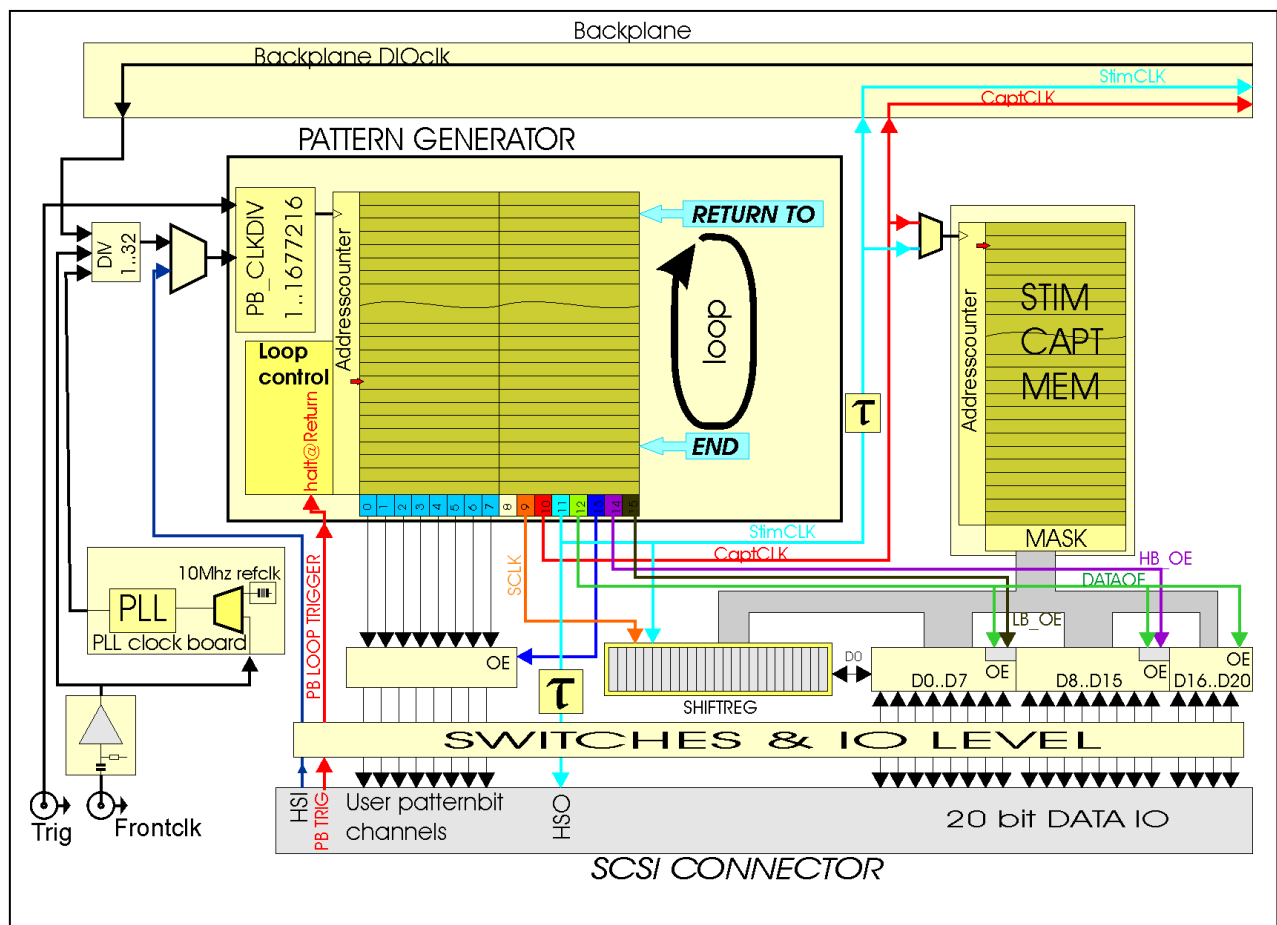 Backplane
Backplane DIOclk
StimCLK
CaptCLK
PATTERN GENERATOR
DIV
1..32
PB_CLKDIV
1..1677216
Addresscounter
RETURN TO
loop
END
Loop
control
halt@Return
τ
Addresscounter
STIM
CAPT
MEM
MASK
0
1
2
3
4
5
6
7
8
9
10
11
12
13
14
15
StimCLK
CaptCLK
HB_OE
DATAOE
LB_OE
SCLK
10Mhz refclk
PLL
PLL clock board
PB LOOP TRIGGER
OE
τ
SHIFTREG
D0
OE
D0..D7
OE
D8..D15
OE
D16..D20
SWITCHES & IO LEVEL
Trig
Frontclk
HSI
PB TRIG
User patternbit
channels
HSO
20 bit DATA IO
SCSI CONNECTOR